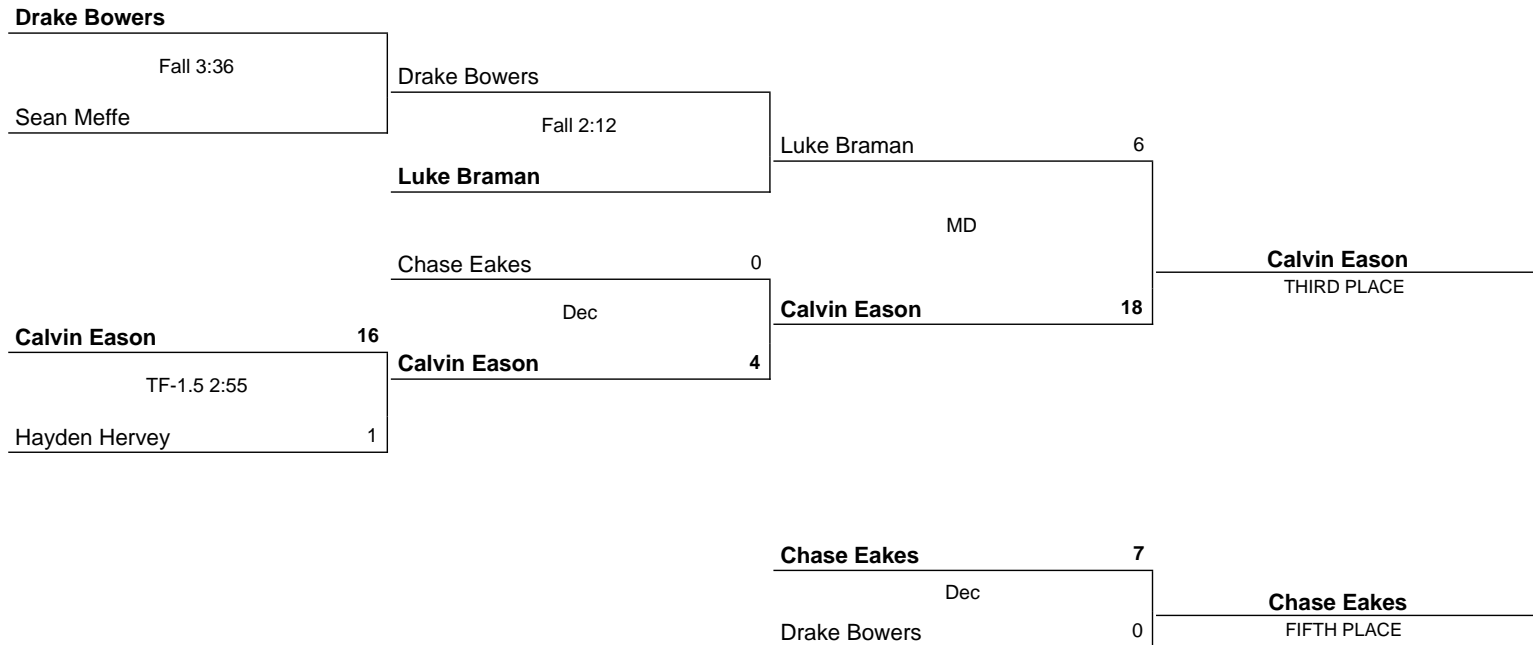 Drake Bowers
Fall 3:36
Sean Meffe
Drake Bowers
Fall 2:12
Luke Braman
Luke Braman 6
MD
Calvin Eason 18
Chase Eakes 0
Dec
Calvin Eason 4
Calvin Eason 16
TF-1.5 2:55
Hayden Hervey 1
Calvin Eason
THIRD PLACE
Chase Eakes 7
Dec
Drake Bowers 0
Chase Eakes
FIFTH PLACE